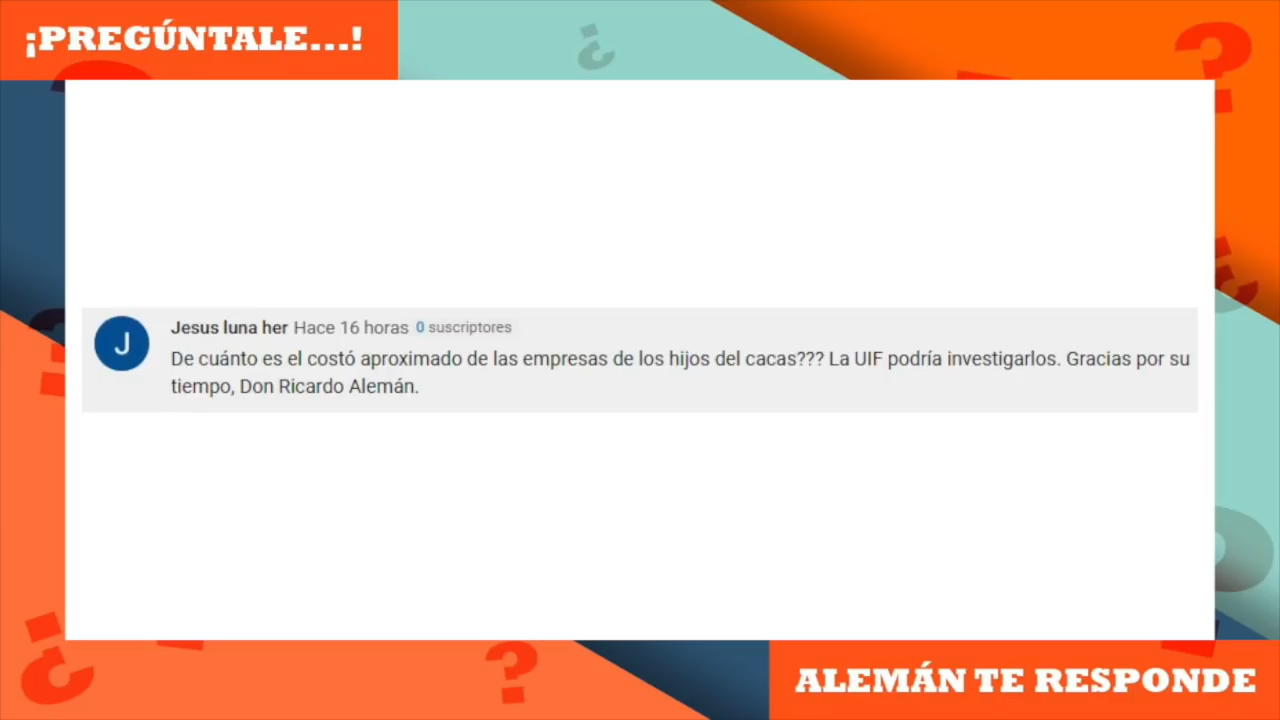 ¡PREGÚNTALE...!
J
Jesus luna her Hace 16 horas 0 suscriptores
De cuánto es el costó aproximado de las empresas de los hijos del cacas??? La UIF podría investigarlos. Gracias por su
tiempo, Don Ricardo Alemán.
ALEMÁN TE RESPONDE